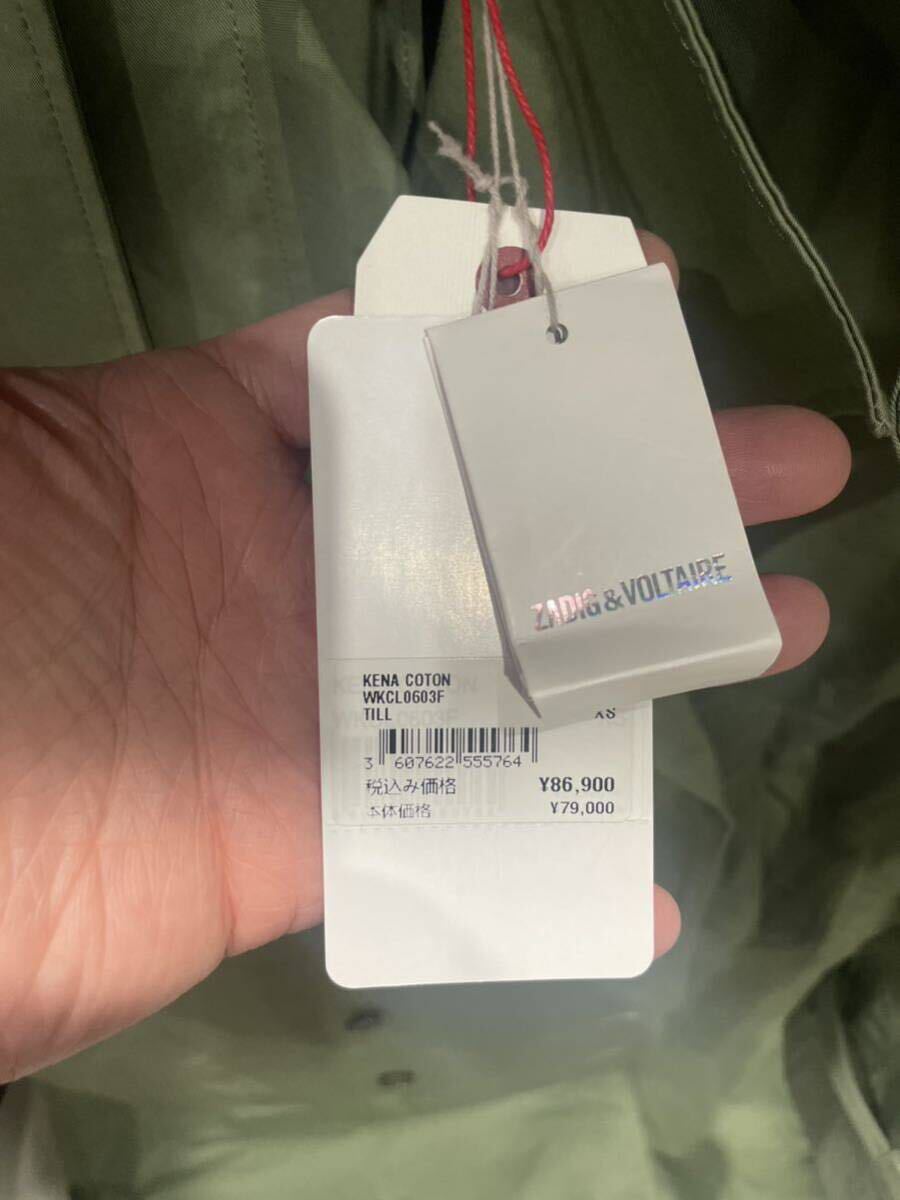 ZADIG&VOLTAIRE
KENA COTON
WKCL0603F
TILL XS
3 607622 555764
税込み価格 ¥86,900
本体価格 ¥79,000